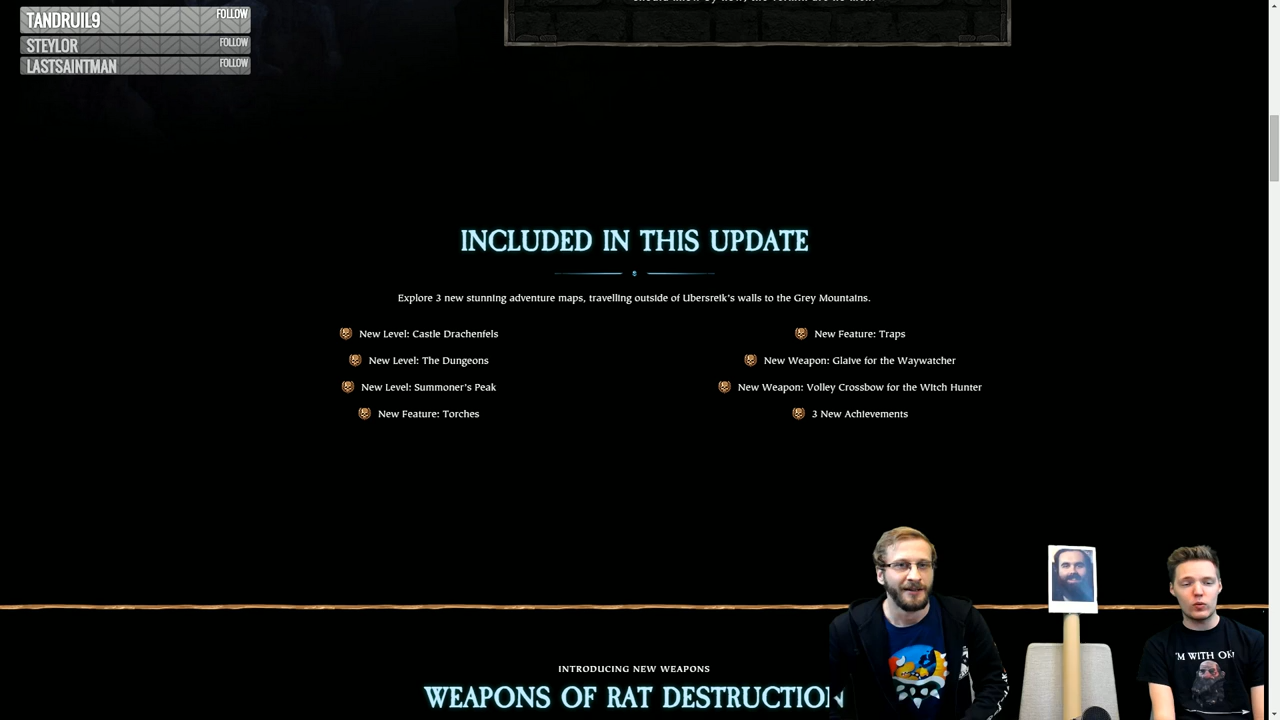 TANDRUIL9 FOLLOW
STEYLOR FOLLOW
LASTSAINTMAN FOLLOW
INCLUDED IN THIS UPDATE
Explore 3 new stunning adventure maps, travelling outside of Ubersreik's walls to the Grey Mountains.
New Level: Castle Drachenfels
New Level: The Dungeons
New Level: Summoner's Peak
New Feature: Torches
New Feature: Traps
New Weapon: Glaive for the Waywatcher
New Weapon: Volley Crossbow for the Witch Hunter
3 New Achievements
INTRODUCING NEW WEAPONS
WEAPONS OF RAT DESTRUCTION
I'M WITH